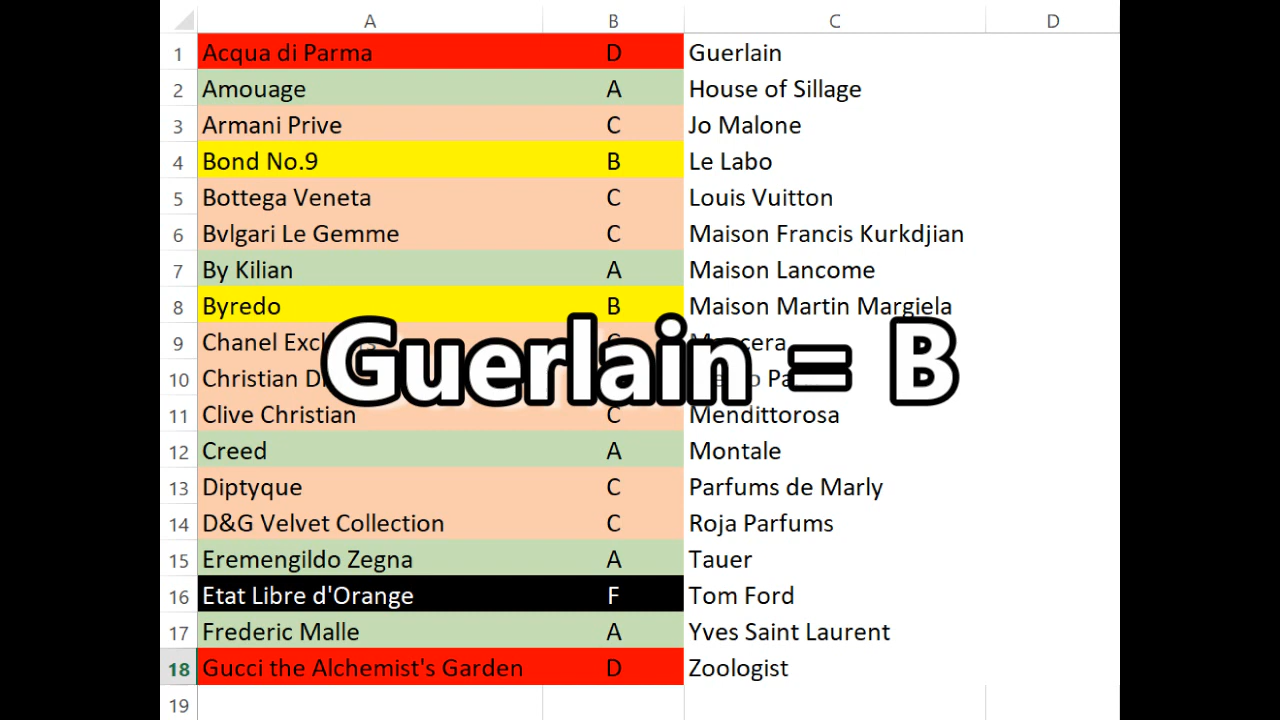 A B C D
1 Acqua di Parma D Guerlain
2 Amouage A House of Sillage
3 Armani Prive C Jo Malone
4 Bond No.9 B Le Labo
5 Bottega Veneta C Louis Vuitton
6 Bvlgari Le Gemme C Maison Francis Kurkdjian
7 By Kilian A Maison Lancome
8 Byredo B Maison Martin Margiela
9 Chanel
Guerlain = B
10 Christian
11 Clive Christian C Mendittorosa
12 Creed A Montale
13 Diptyque C Parfums de Marly
14 D&G Velvet Collection C Roja Parfums
15 Eremengildo Zegna A Tauer
16 Etat Libre d'Orange F Tom Ford
17 Frederic Malle A Yves Saint Laurent
18 Gucci the Alchemist's Garden D Zoologist
19